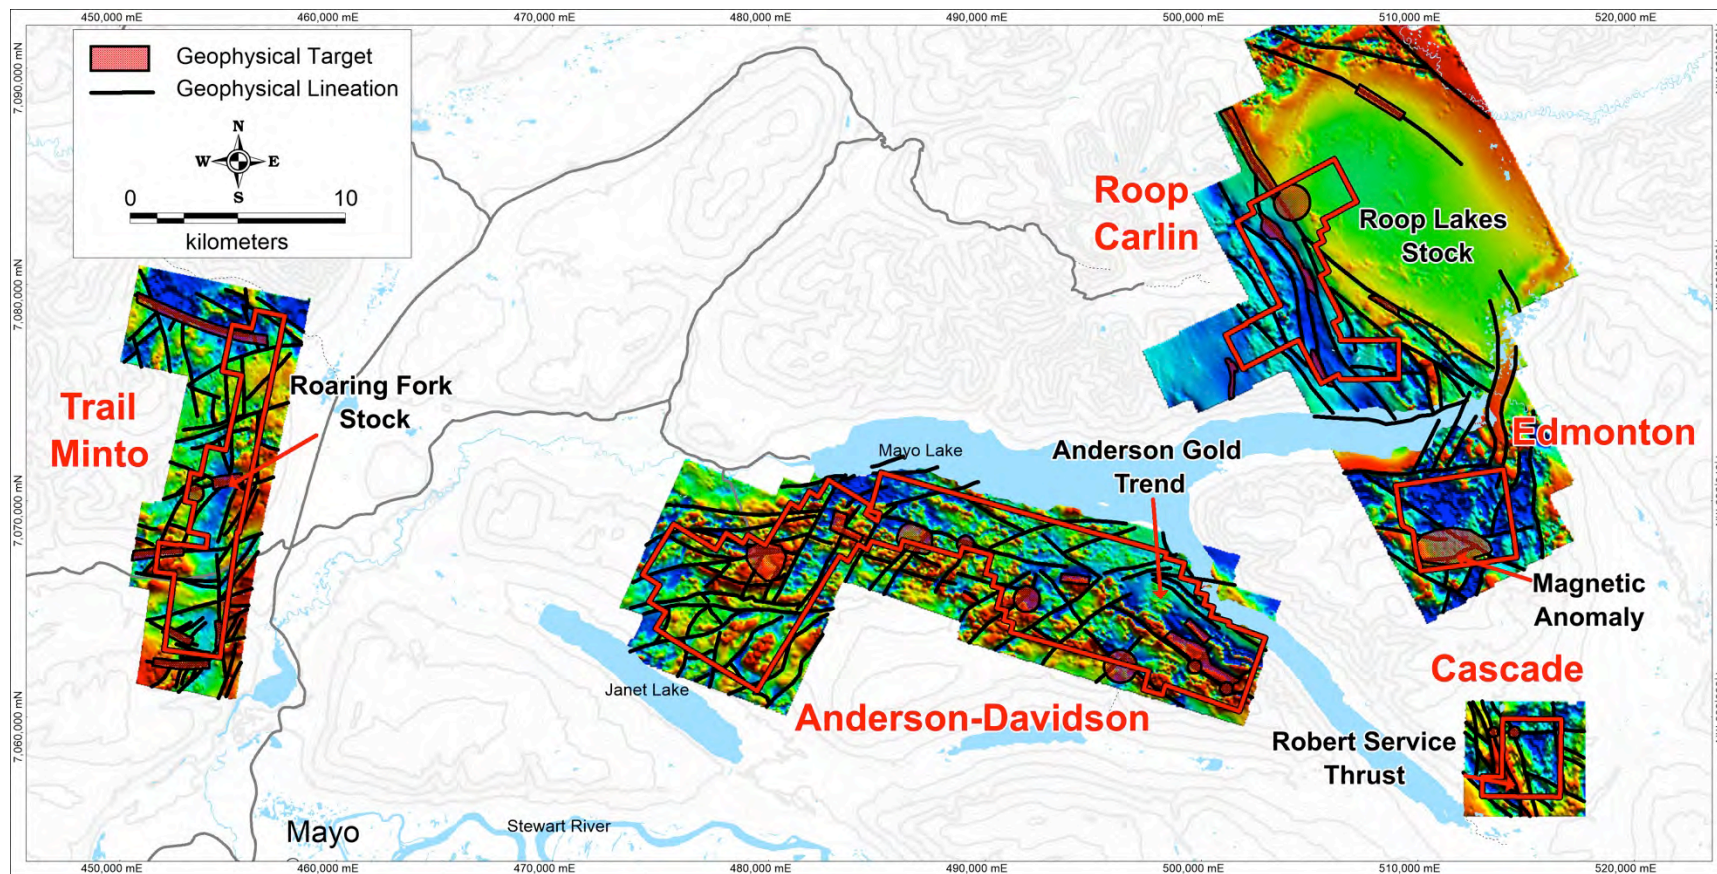 450,000 mE 460,000 mE 470,000 mE 480,000 mE 490,000 mE 500,000 mE 510,000 mE 520,000 mE
7,090,000 mN
7,080,000 mN
7,070,000 mN
7,060,000 mN
Geophysical Target
Geophysical Lineation
N
W E
S
0 10
kilometers
Roop
Carlin
Roop Lakes
Stock
Trail
Minto
Roaring Fork
Stock
Edmonton
Mayo Lake
Anderson Gold
Trend
Magnetic
Anomaly
Janet Lake
Anderson-Davidson
Cascade
Robert Service
Thrust
Mayo
Stewart River
450,000 mE 460,000 mE 470,000 mE 480,000 mE 490,000 mE 500,000 mE 510,000 mE 520,000 mE